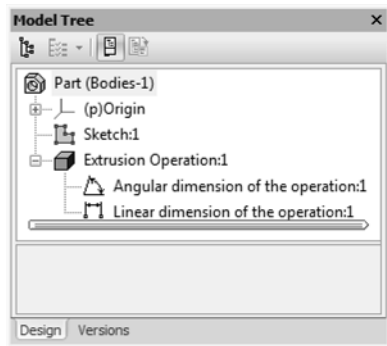 Model Tree
Part (Bodies-1)
(p)Origin
Sketch:1
Extrusion Operation:1
Angular dimension of the operation:1
Linear dimension of the operation:1
Design Versions